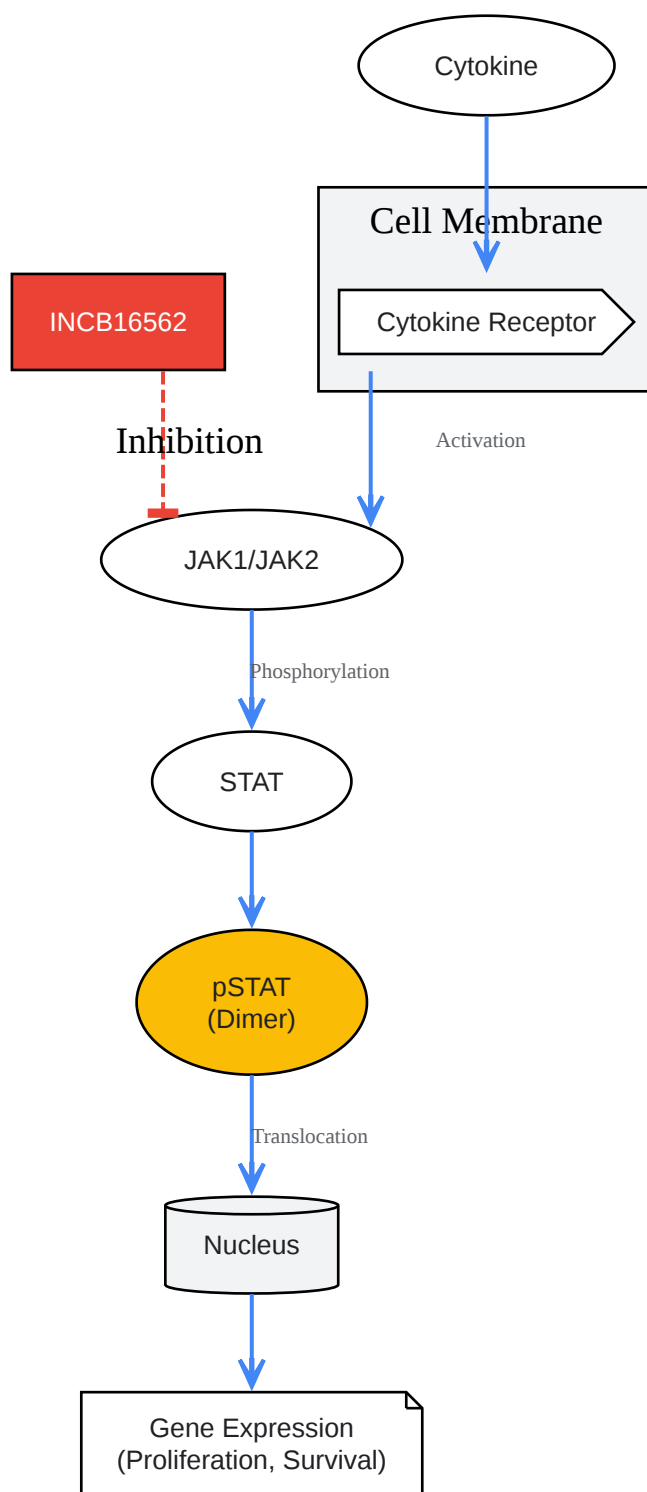 Cytokine
Cell Membrane
INCB16562
Cytokine Receptor
Inhibition
Activation
JAK1/JAK2
Phosphorylation
STAT
pSTAT
(Dimer)
Translocation
Nucleus
Gene Expression
(Proliferation, Survival)